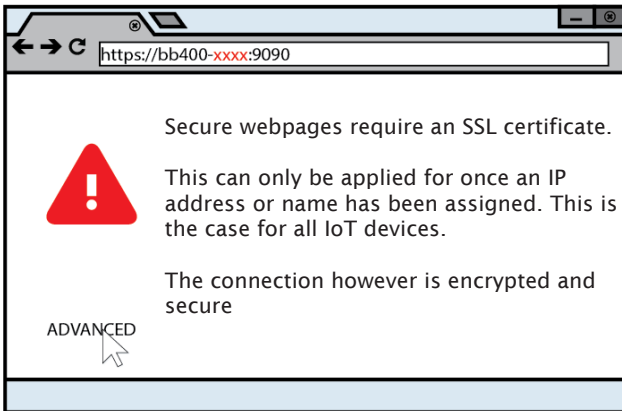 https://bb400-xxxx:9090
Secure webpages require an SSL certificate.
This can only be applied for once an IP
address or name has been assigned. This is
the case for all IoT devices.
The connection however is encrypted and
secure
ADVANCED